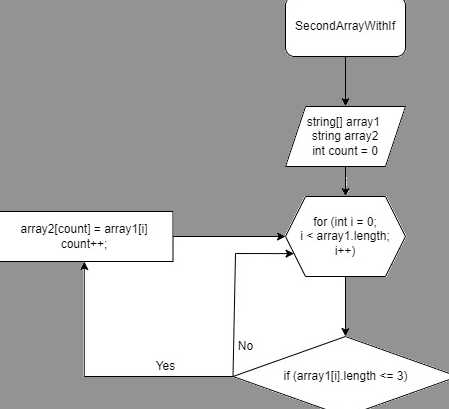 SecondArrayWithIf
string[] array1
string array2
int count = 0
for (int i = 0;
i < array1.length;
i++)
array2[count] = array1[i]
count++;
No
Yes
if (array1[i].length <= 3)